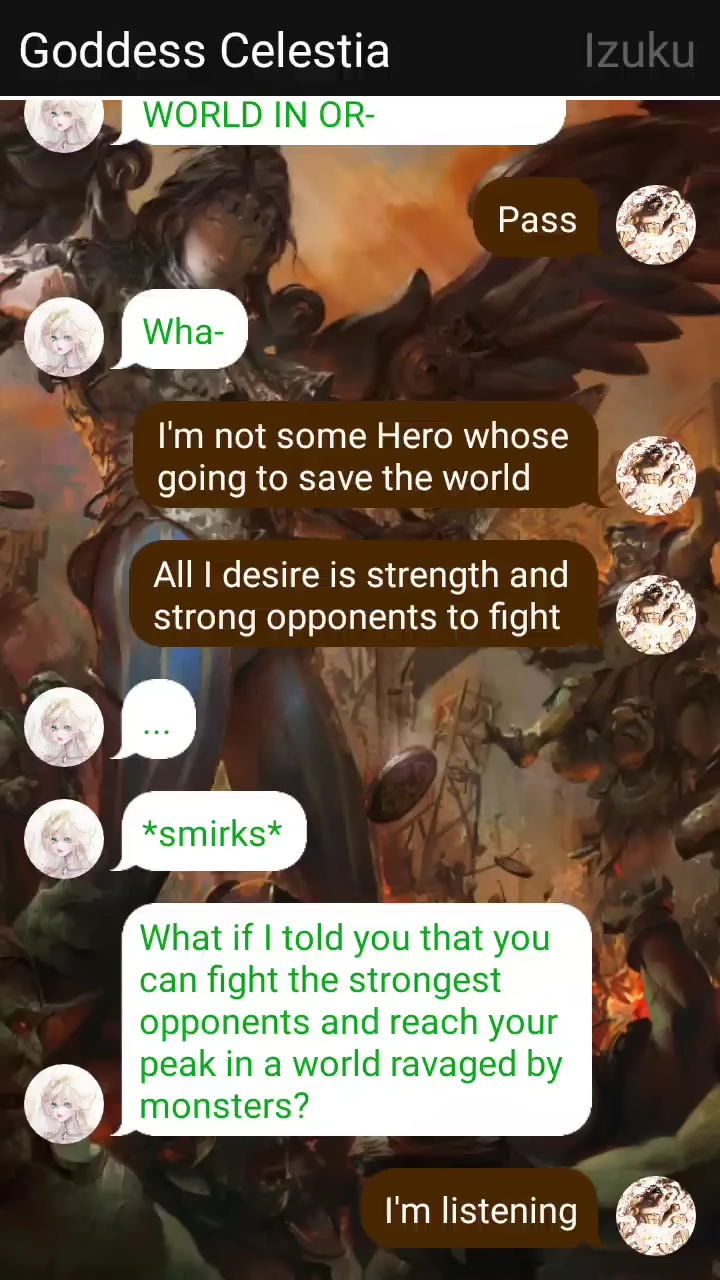 Goddess Celestia
Izuku
WORLD IN OR-
Pass
Wha-
I'm not some Hero whose
going to save the world
All I desire is strength and
strong opponents to fight
...
*smirks*
What if I told you that you
can fight the strongest
opponents and reach your
peak in a world ravaged by
monsters?
I'm listening